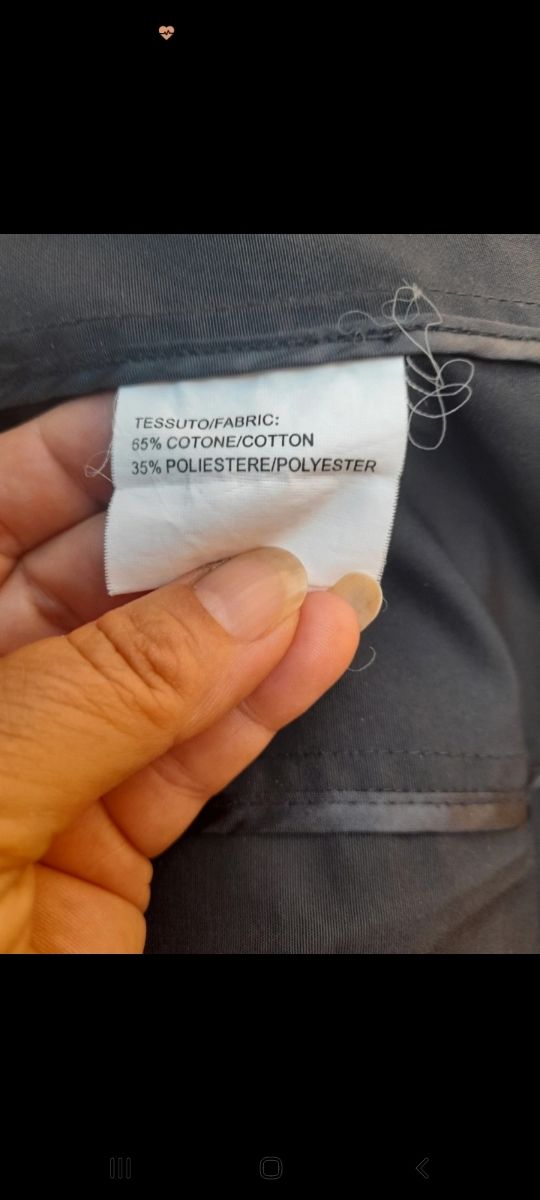 TESSUTO/FABRIC:
65% COTONE/COTTON
35% POLIESTERE/POLYESTER